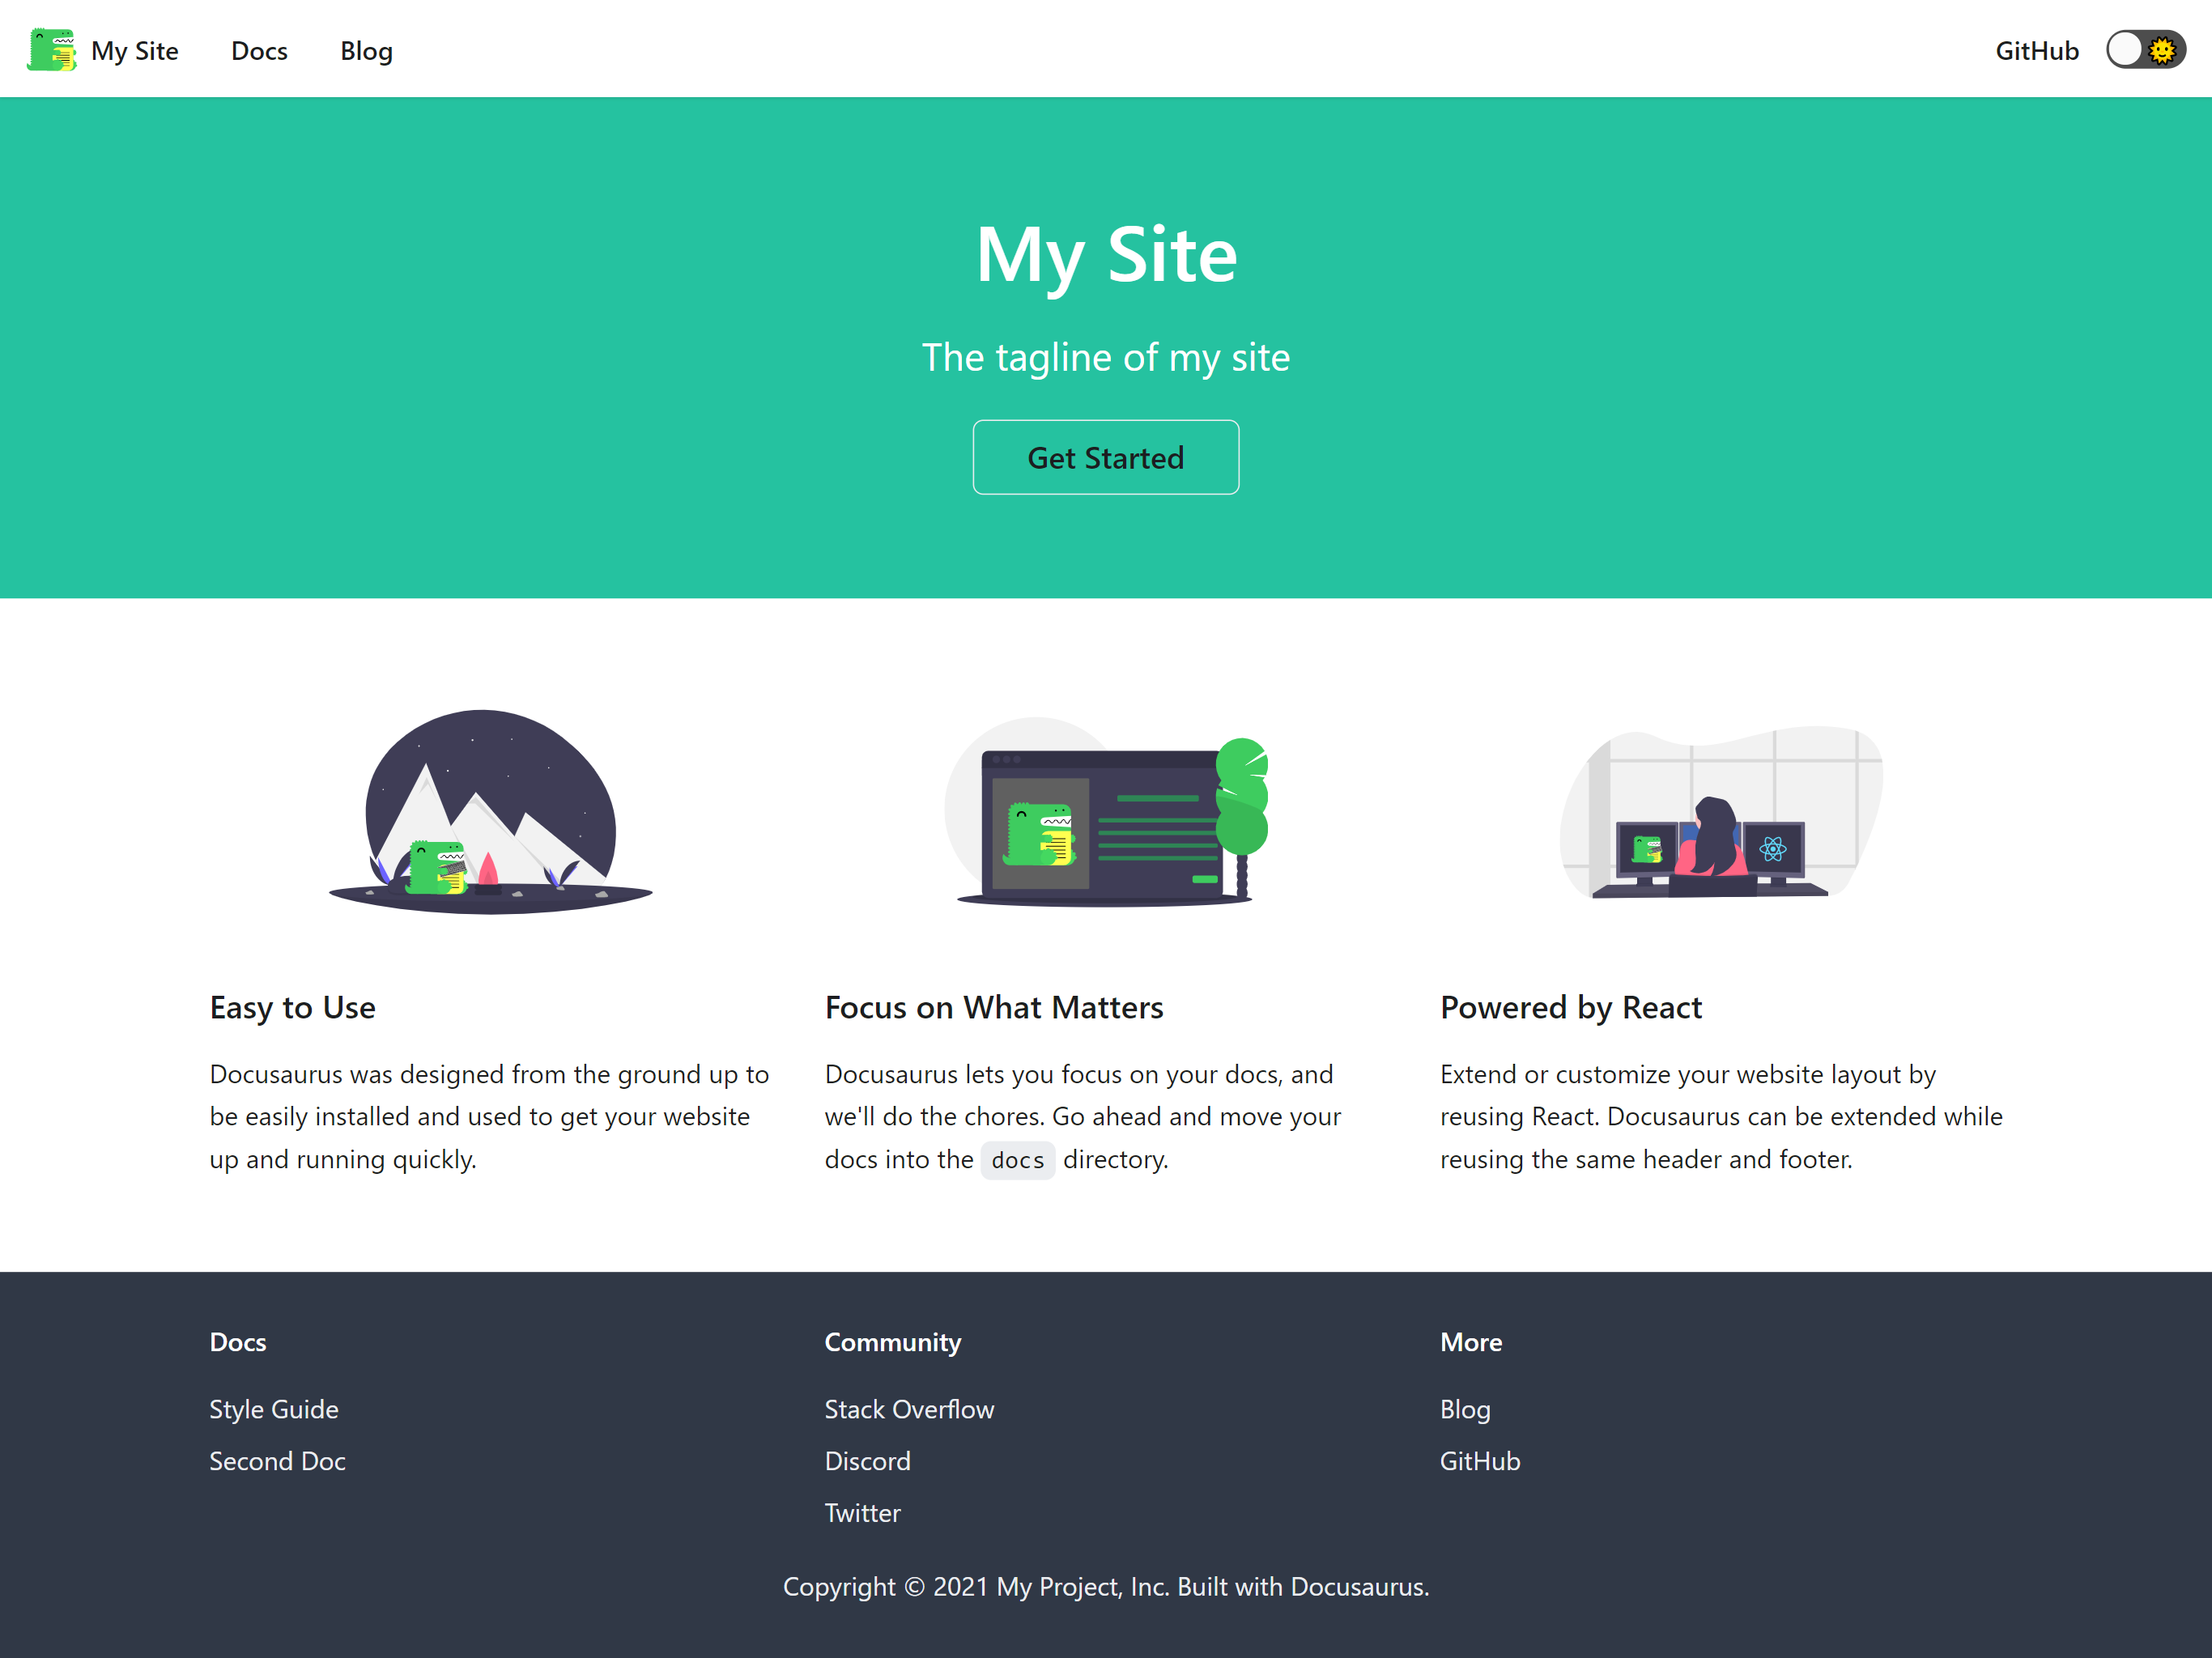 My Site Docs Blog GitHub
My Site
The tagline of my site
Get Started
Easy to Use
Docusaurus was designed from the ground up to
be easily installed and used to get your website
up and running quickly.
Focus on What Matters
Docusaurus lets you focus on your docs, and
we'll do the chores. Go ahead and move your
docs into the docs directory.
Powered by React
Extend or customize your website layout by
reusing React. Docusaurus can be extended while
reusing the same header and footer.
Docs
Style Guide
Second Doc
Community
Stack Overflow
Discord
Twitter
More
Blog
GitHub
Copyright © 2021 My Project, Inc. Built with Docusaurus.